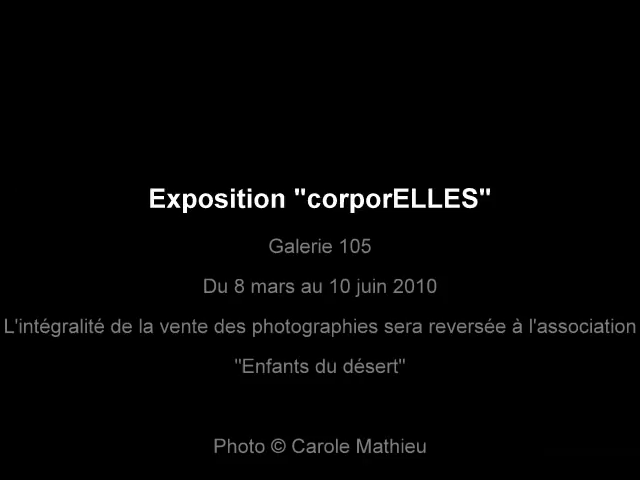 Exposition "corporELLES"
Galerie 105
Du 8 mars au 10 juin 2010
L'intégralité de la vente des photographies sera reversée à l'association
"Enfants du désert"
Photo © Carole Mathieu